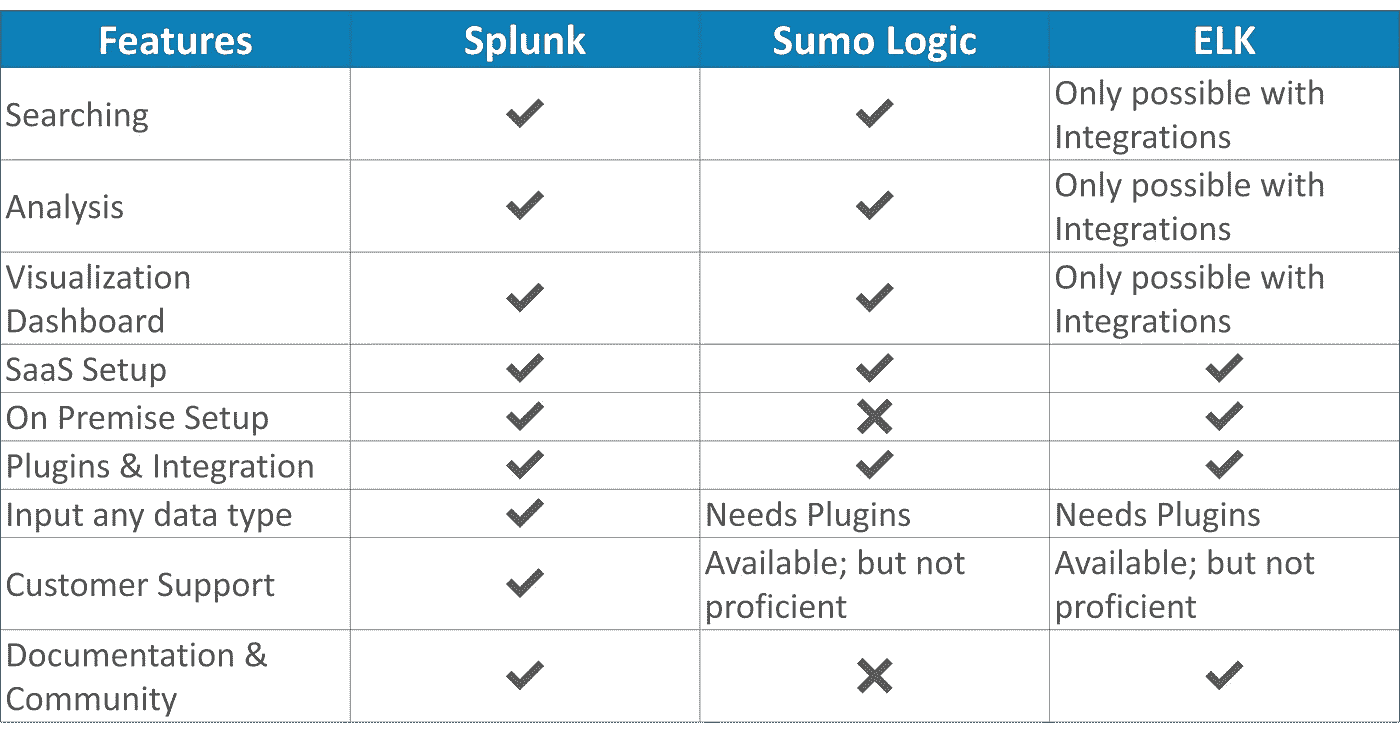 Features Splunk Sumo Logic ELK
Searching ✔ ✔ Only possible with
Integrations
Analysis ✔ ✔ Only possible with
Integrations
Visualization
Dashboard ✔ ✔ Only possible with
Integrations
SaaS Setup ✔ ✔ ✔
On Premise Setup ✔ ✖ ✔
Plugins & Integration ✔ ✔ ✔
Input any data type ✔ Needs Plugins Needs Plugins
Customer Support ✔ Available; but not
proficient Available; but not
proficient
Documentation &
Community ✔ ✖ ✔